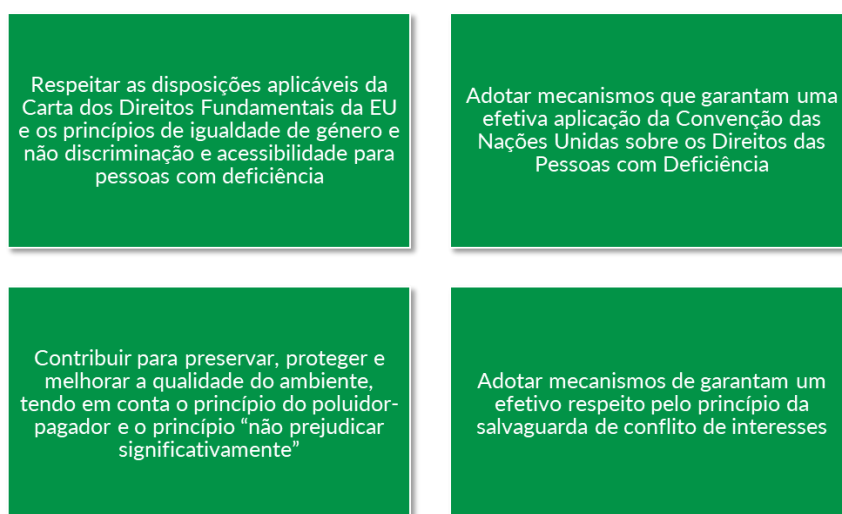 Respeitar as disposições aplicáveis da
Carta dos Direitos Fundamentais da EU
e os princípios de igualdade de género e
não discriminação e acessibilidade para
pessoas com deficiência
Adotar mecanismos que garantam uma
efetiva aplicação da Convenção das
Nações Unidas sobre os Direitos das
Pessoas com Deficiência
Contribuir para preservar, proteger e
melhorar a qualidade do ambiente,
tendo em conta o princípio do poluidor-
pagador e o princípio “não prejudicar
significativamente”
Adotar mecanismos de garantam um
efetivo respeito pelo princípio da
salvaguarda de conflito de interesses